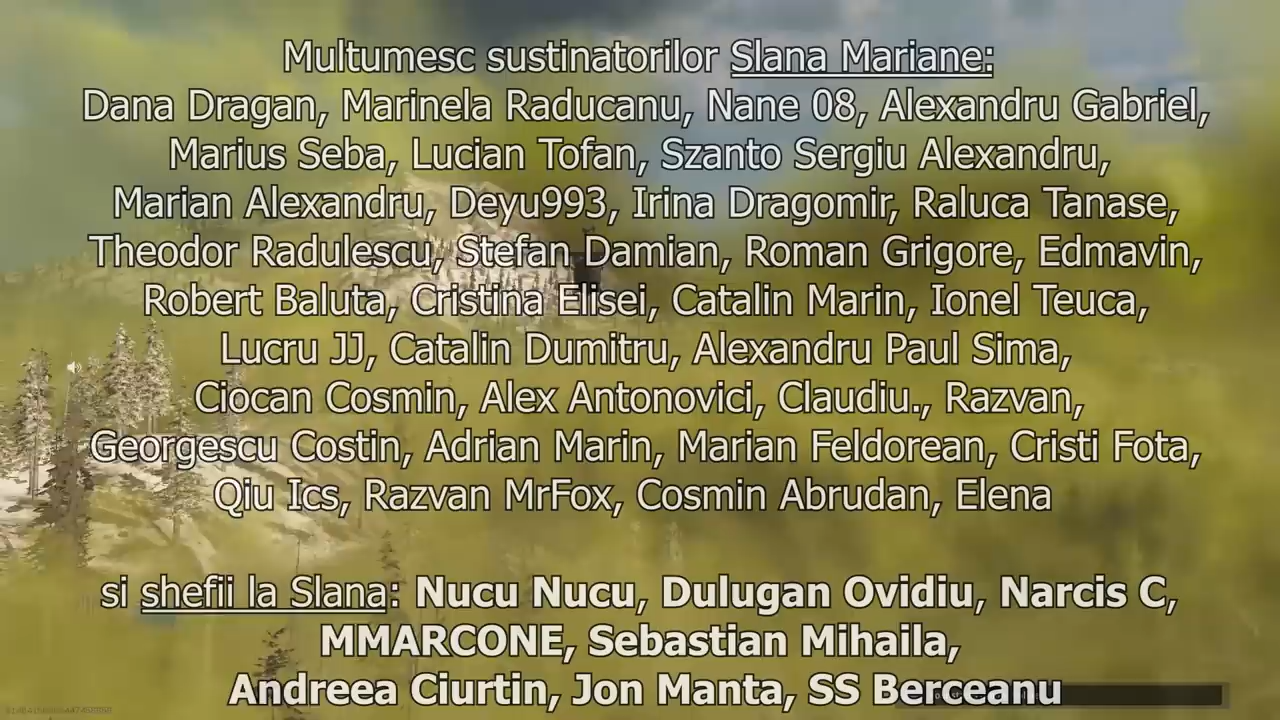 Multumesc sustinatorilor Slana Mariane:
Dana Dragan, Marinela Raducanu, Nane 08, Alexandru Gabriel,
Marius Seba, Lucian Tofan, Szanto Sergiu Alexandru,
Marian Alexandru, Deyu993, Irina Dragomir, Raluca Tanase,
Theodor Radulescu, Stefan Damian, Roman Grigore, Edmavin,
Robert Baluta, Cristina Elisei, Catalin Marin, Ionel Teuca,
Lucru JJ, Catalin Dumitru, Alexandru Paul Sima,
Ciocan Cosmin, Alex Antonovici, Claudiu., Razvan,
Georgescu Costin, Adrian Marin, Marian Feldorean, Cristi Fota,
Qiu Ics, Razvan MrFox, Cosmin Abrudan, Elena
si shefii la Slana: Nucu Nucu, Dulugan Ovidiu, Narcis C,
MMARCONE, Sebastian Mihaila,
Andreea Ciurtin, Jon Manta, SS Berceanu